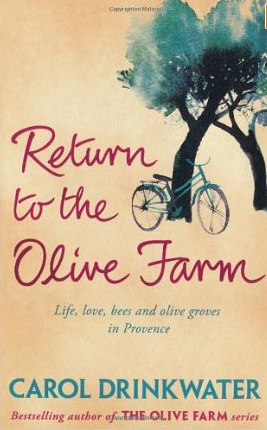 Return
to the
Olive Farm
Life, love, bees and olive groves
in Provence
CAROL DRINKWATER
Bestselling author of THE OLIVE FARM series